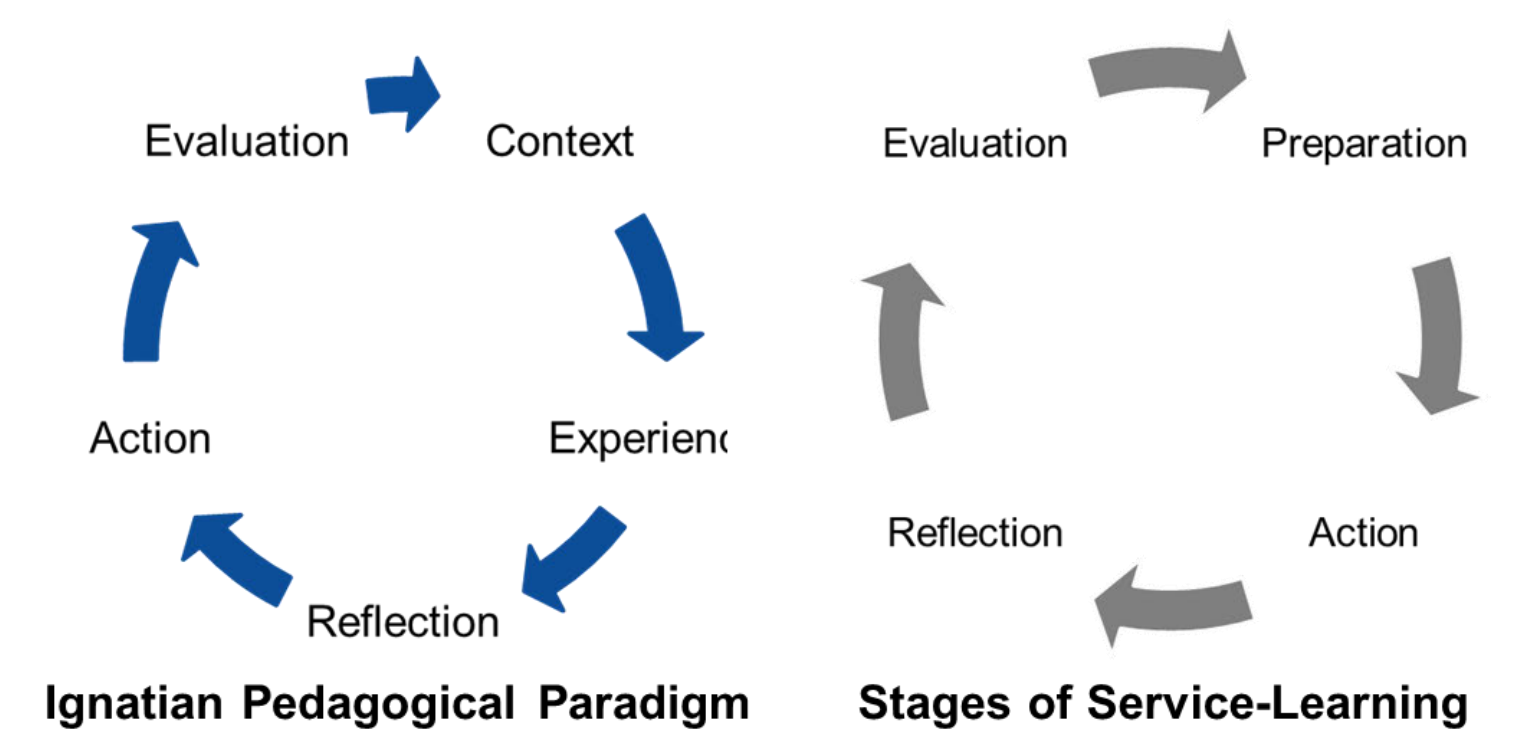 Evaluation
Context
Experienc
Reflection
Action
Ignatian Pedagogical Paradigm
Evaluation
Preparation
Action
Reflection
Stages of Service-Learning